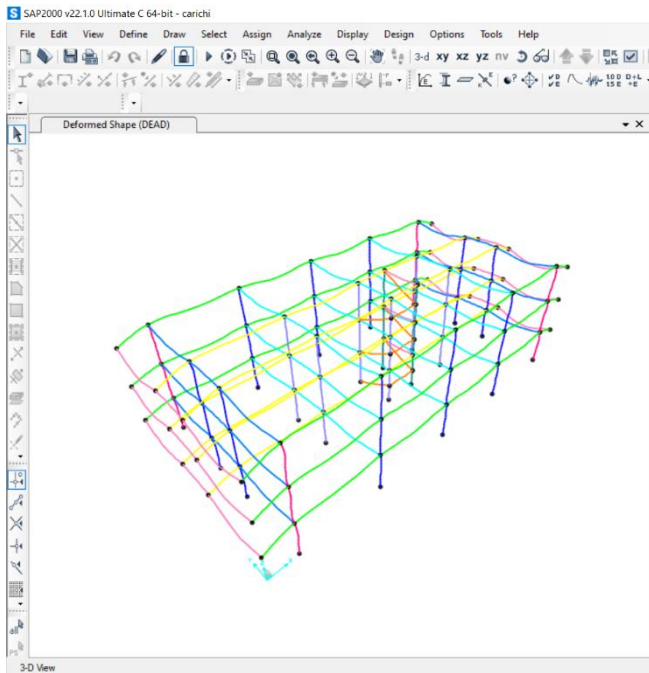 SAP2000 v22.1.0 Ultimate C 64-bit - carichi
File Edit View Define Draw Select Assign Analyze Display Design Options Tools Help
3-d xy xz yz nv
Deformed Shape (DEAD)
all
3-D View